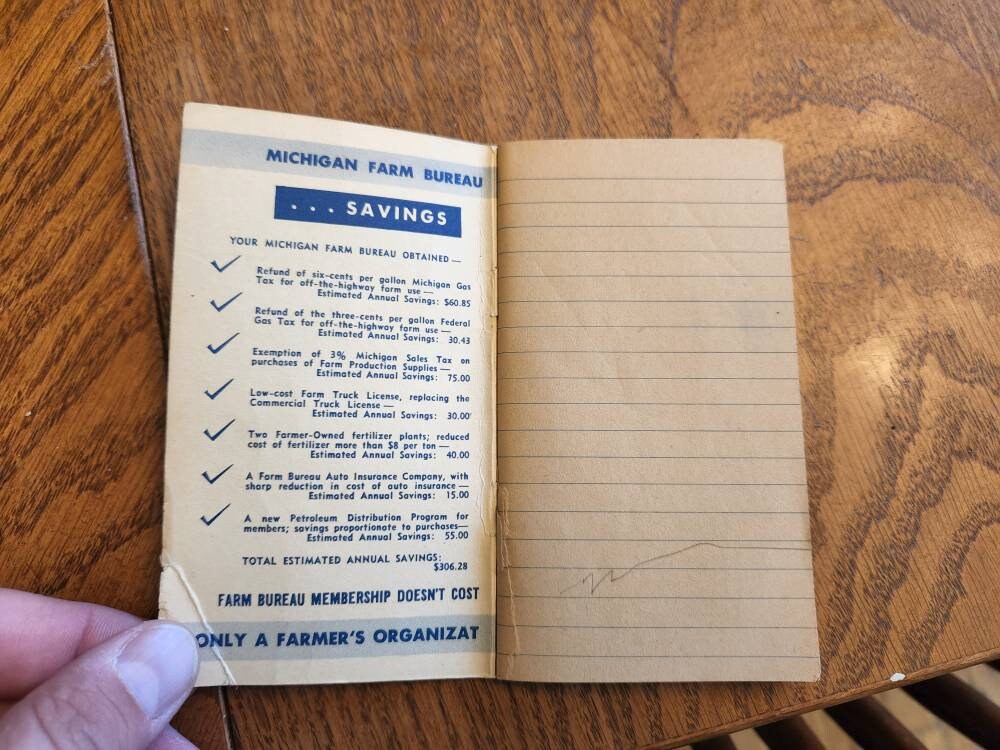 MICHIGAN FARM BUREAU
. . . SAVINGS
YOUR MICHIGAN FARM BUREAU OBTAINED —
Refund of six-cents per gallon Michigan Gas
Tax for off-the-highway farm use —
Estimated Annual Savings: $60.85
Refund of the three-cents per gallon Federal
Gas Tax for off-the-highway farm use —
Estimated Annual Savings: 30.43
Exemption of 3% Michigan Sales Tax on
purchases of Farm Production Supplies —
Estimated Annual Savings: 75.00
Low-cost Farm Truck License, replacing the
Commercial Truck License —
Estimated Annual Savings: 30.00
Two Farmer-Owned fertilizer plants; reduced
cost of fertilizer more than $8 per ton —
Estimated Annual Savings: 40.00
A Farm Bureau Auto Insurance Company, with
sharp reduction in cost of auto insurance —
Estimated Annual Savings: 15.00
A new Petroleum Distribution Program for
members; savings proportionate to purchases—
Estimated Annual Savings: 55.00
TOTAL ESTIMATED ANNUAL SAVINGS:
$306.28
FARM BUREAU MEMBERSHIP DOESN'T COST
ONLY A FARMER'S ORGANIZAT